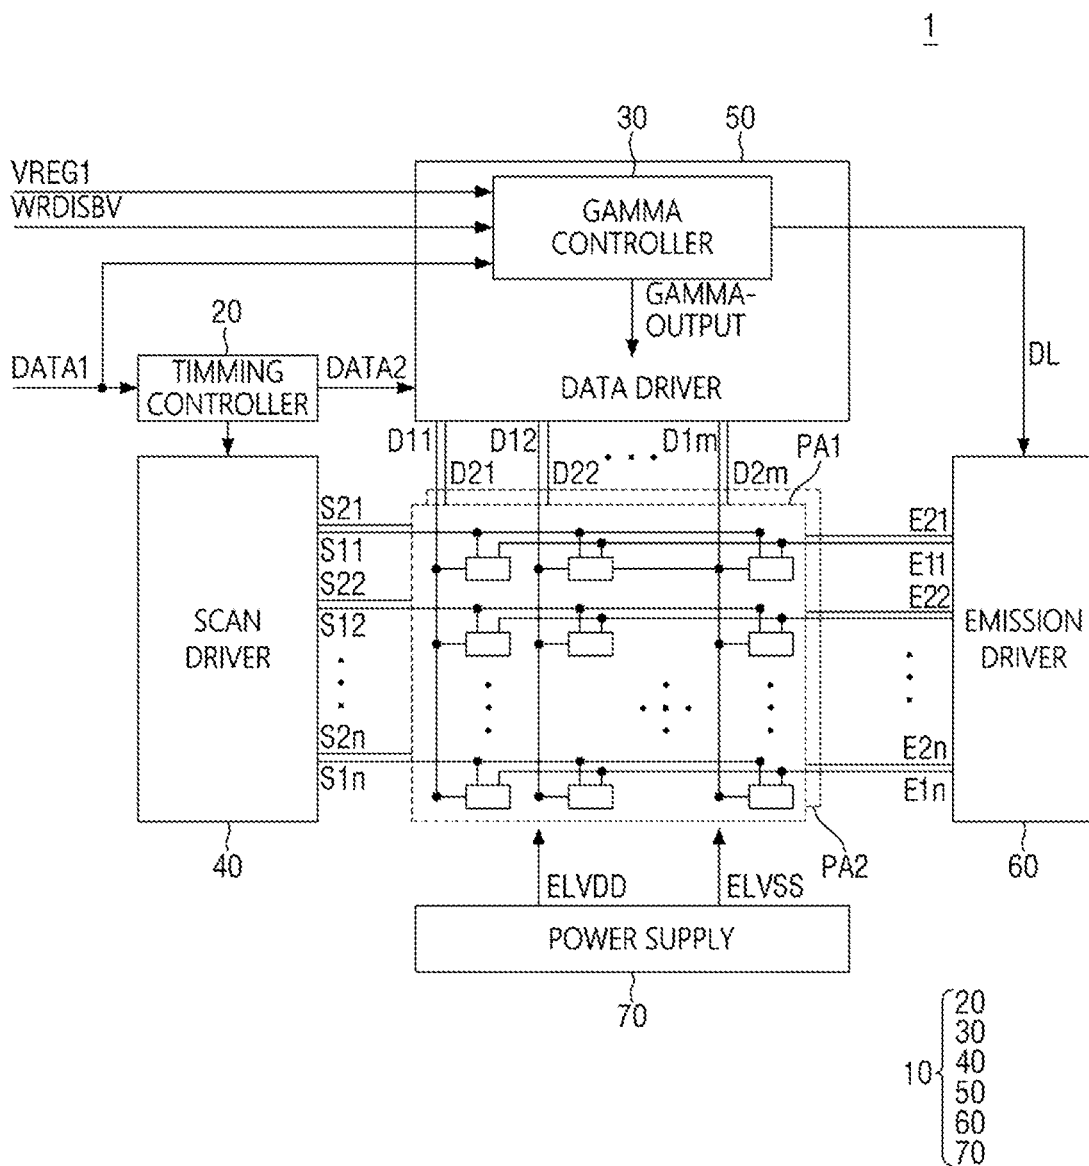 1
30
50
VREG1
WRDISBV
GAMMA
CONTROLLER
GAMMA-
OUTPUT
20
DATA1
TIMMING
CONTROLLER
DATA2
DATA DRIVER
DL
D11
D12
D1m
PA1
D21
D22
D2m
S21
S11
S22
S12
S2n
S1n
SCAN
DRIVER
E21
E11
E22
E2n
E1n
EMISSION
DRIVER
40
PA2
60
ELVDD
ELVSS
POWER SUPPLY
70
10
20
30
40
50
60
70